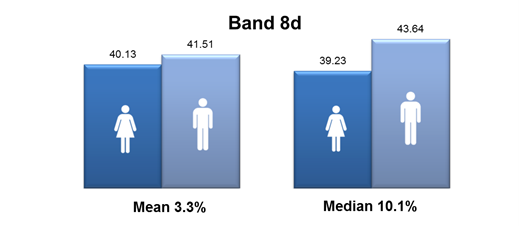 Band 8d
40.13
41.51
39.23
43.64
Mean 3.3%
Median 10.1%